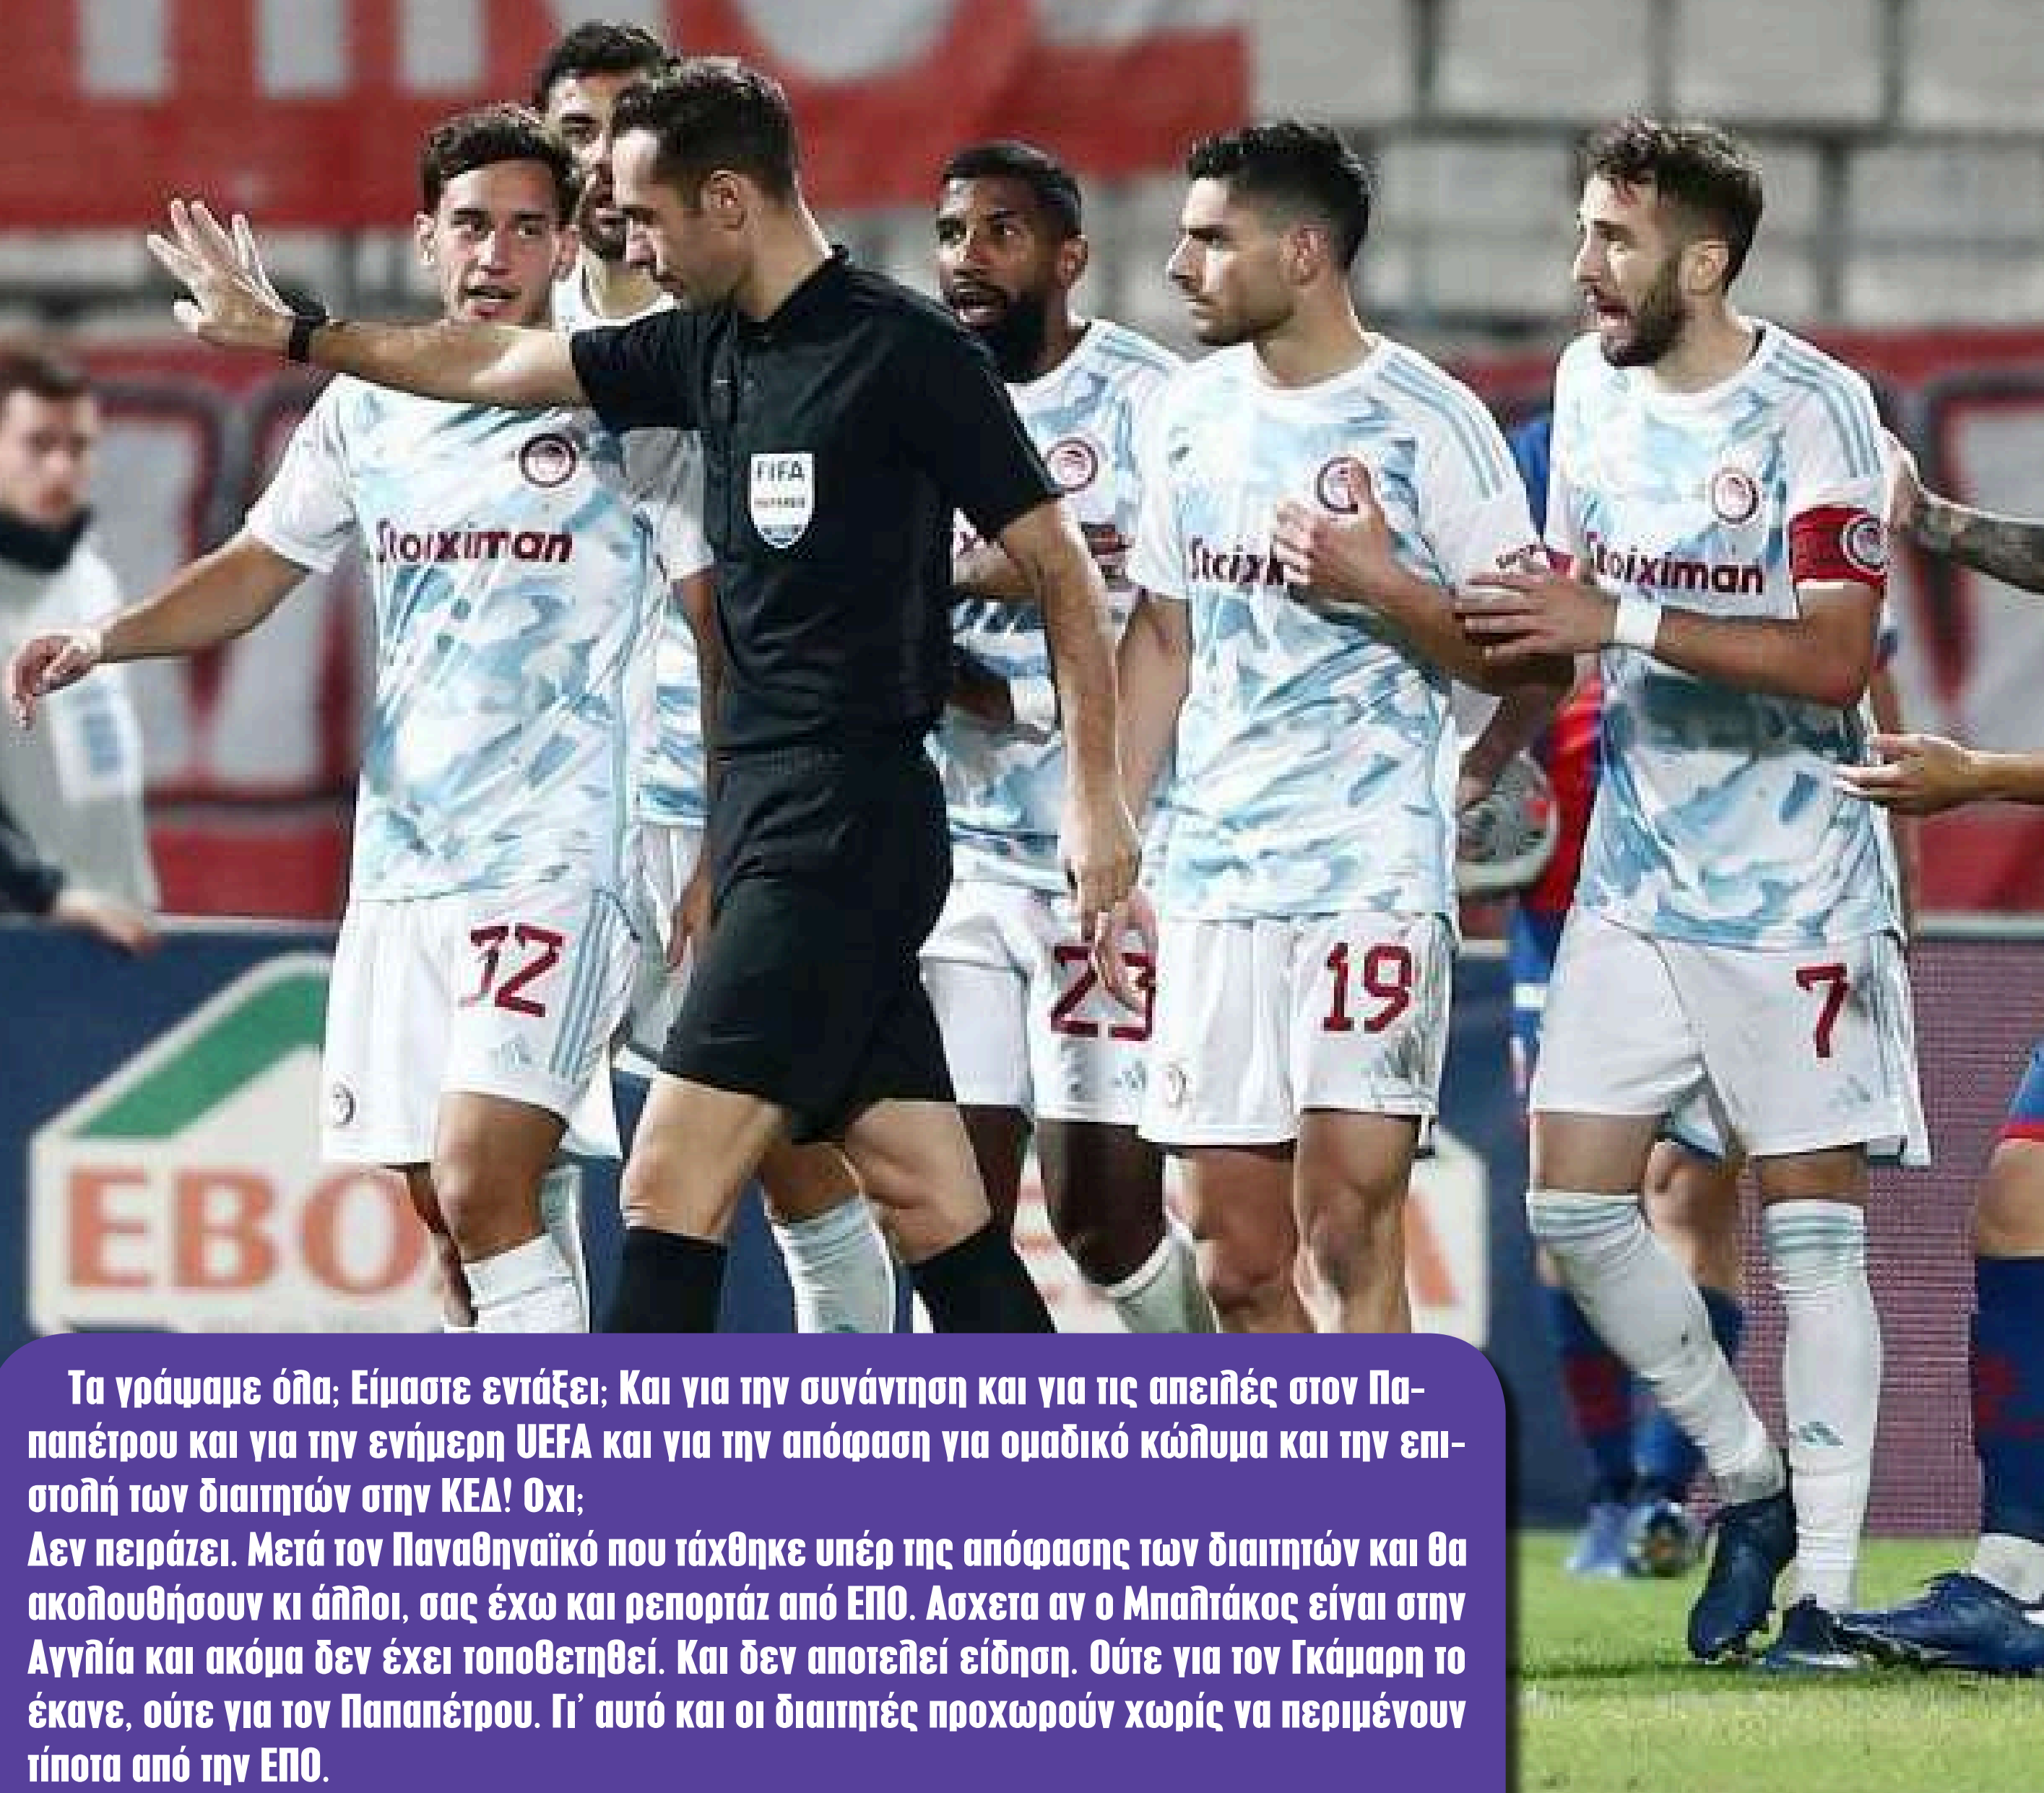 FIFA
Stoiximan
Stoiximan
32
23
19
7
EBO
Τα γράψαμε όλα; Είμαστε εντάξει; Και για την συνάντηση και για τις απειλές στον Πα-
παπέτρου και για την ενήμερη UEFA και για την απόφαση για ομαδικό κώλυμα και την επι-
στολή των διαιτητών στην ΚΕΔ! Οχι;
Δεν πειράζει. Μετά τον Παναθηναϊκό που τάχθηκε υπέρ της απόφασης των διαιτητών και θα
ακολουθήσουν κι άλλοι, σας έχω και ρεπορτάζ από ΕΠΟ. Ασχετα αν ο Μπαλτάκος είναι στην
Αγγλία και ακόμα δεν έχει τοποθετηθεί. Και δεν αποτελεί είδηση. Ούτε για τον Γκάμαρη το
έκανε, ούτε για τον Παπαπέτρου. Γι' αυτό και οι διαιτητές προχωρούν χωρίς να περιμένουν
τίποτα από την ΕΠΟ.